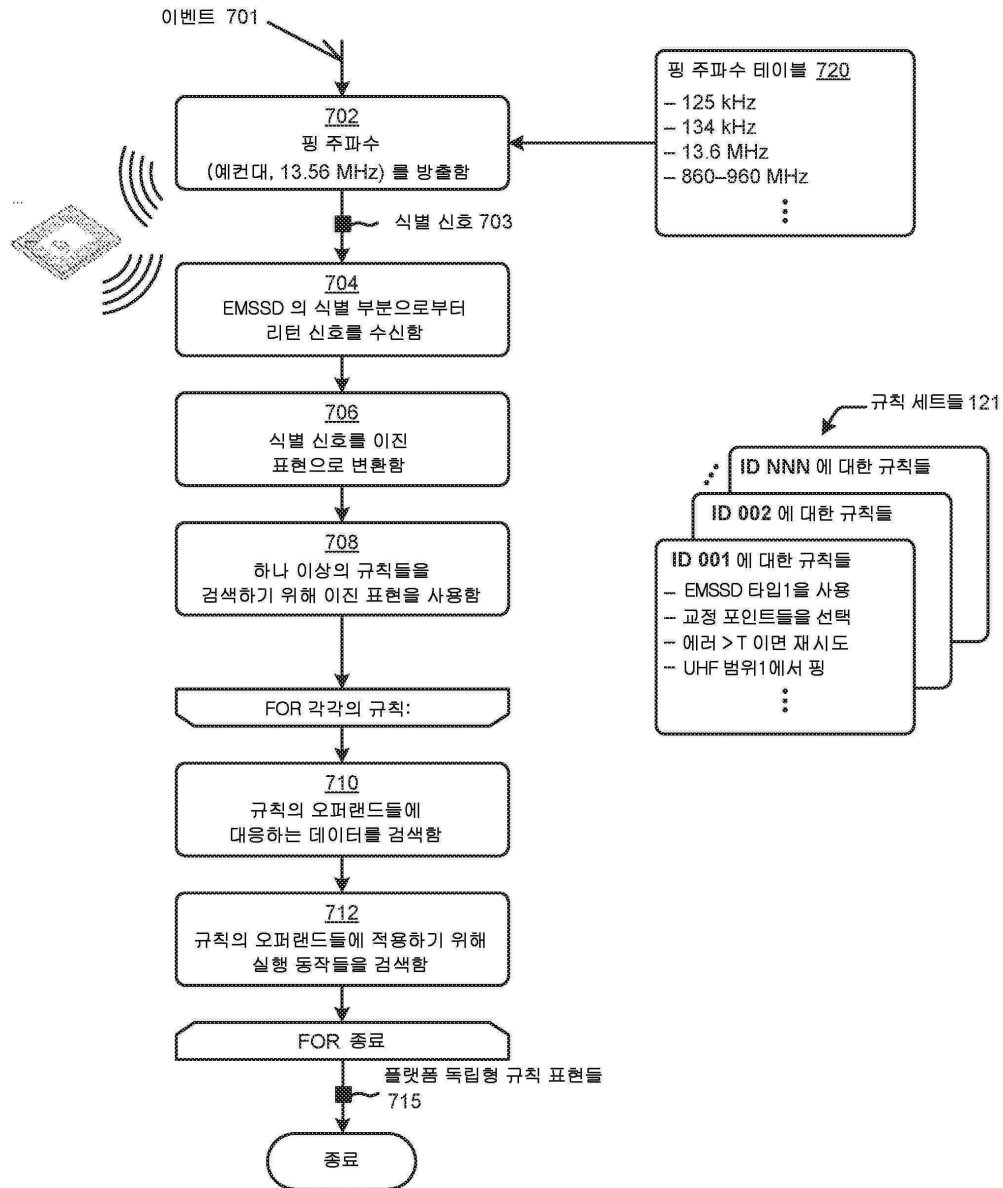 이벤트 701
702
핑 주파수
(예컨대, 13.56 MHz) 를 방출함
핑 주파수 테이블 720
– 125 kHz
– 134 kHz
– 13.6 MHz
– 860–960 MHz
...
식별 신호 703
704
EMSSD 의 식별 부분으로부터
리턴 신호를 수신함
706
식별 신호를 이진
표현으로 변환함
708
하나 이상의 규칙들을
검색하기 위해 이진 표현을 사용함
규칙 세트들 121
ID NNN 에 대한 규칙들
ID 002 에 대한 규칙들
ID 001 에 대한 규칙들
– EMSSD 타입1을 사용
– 교정 포인트들을 선택
– 에러 >T 이면 재시도
– UHF 범위1에서 핑
FOR 각각의 규칙:
710
규칙의 오퍼랜드들에
대응하는 데이터를 검색함
712
규칙의 오퍼랜드들에 적용하기 위해
실행 동작들을 검색함
FOR 종료
플랫폼 독립형 규칙 표현들
715
종료